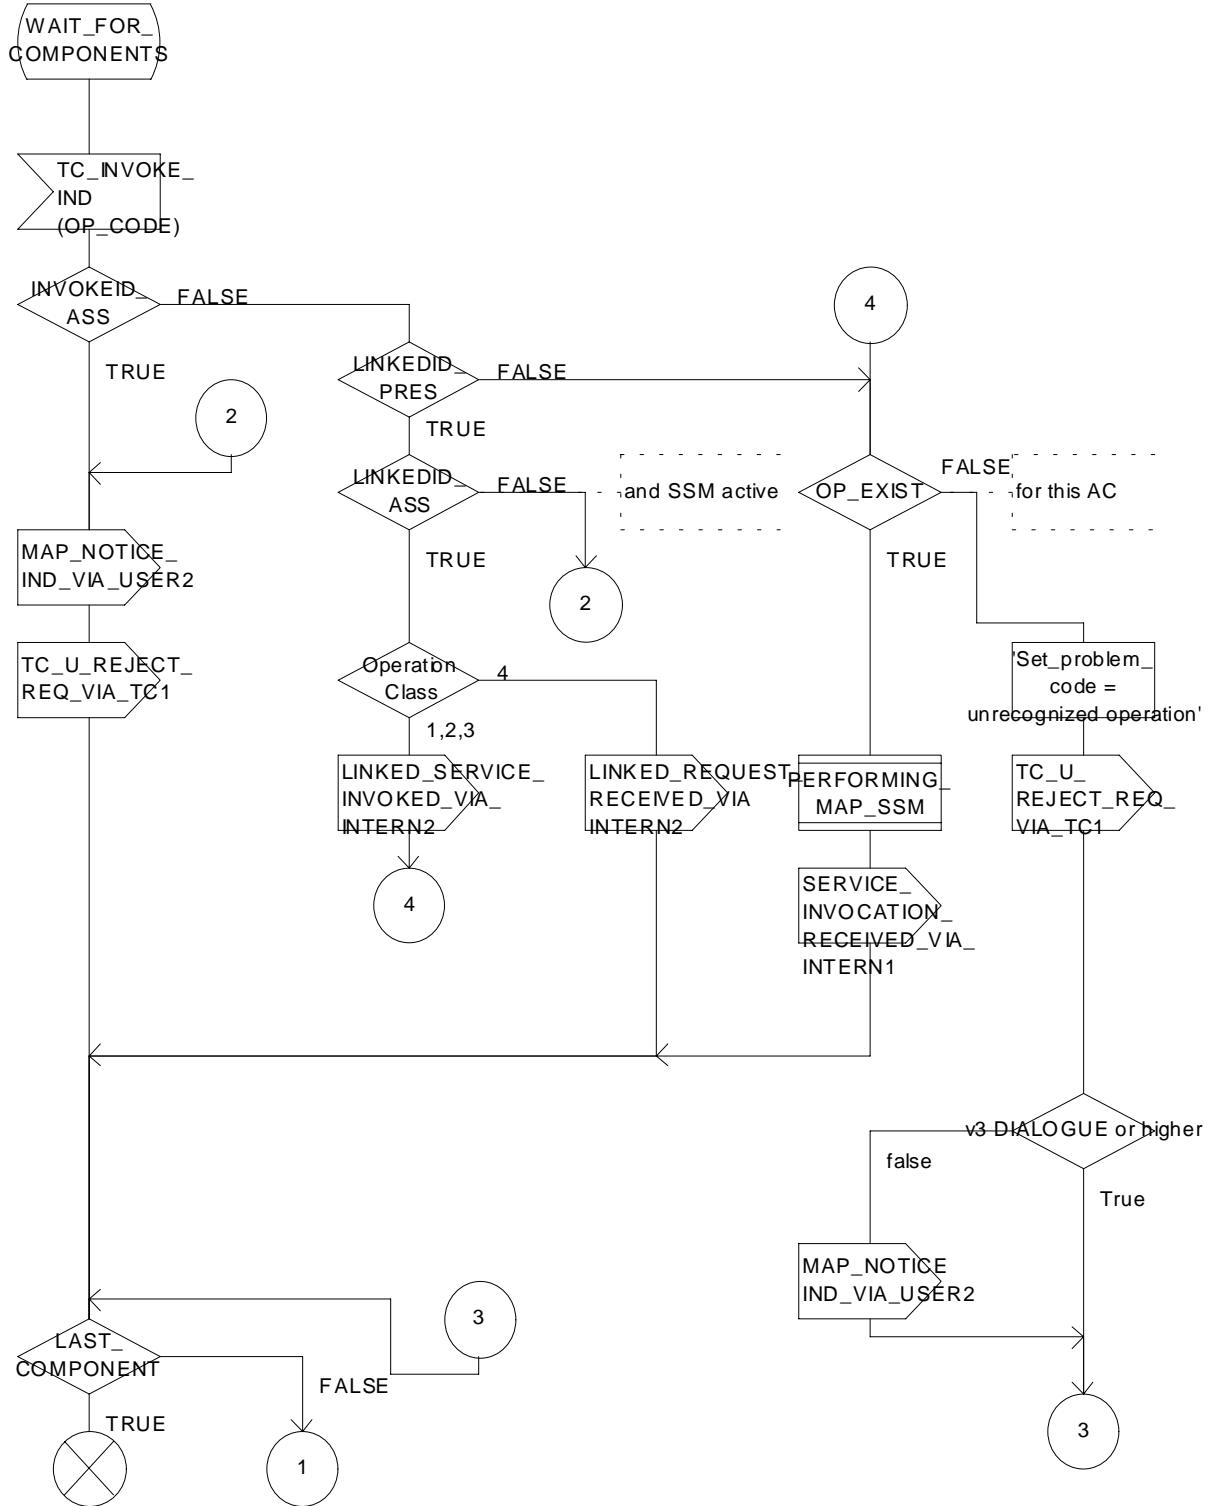 WAIT_FOR_
COMPONENTS
TC_INVOKE_
IND
(OP_CODE)
INVOKEID_
ASS
FALSE
TRUE
4
LINKEDID_
PRES
FALSE
TRUE
2
LINKEDID_
ASS
FALSE
TRUE
and SSM active
OP_EXIST
FALSE
TRUE
for this AC
MAP_NOTICE_
IND_VIA_USER2
2
TC_U_REJECT_
REQ_VIA_TC1
Operation
Class
4
1,2,3
'Set_problem_
code =
unrecognized operation'
LINKED_SERVICE_
INVOKED_VIA_
INTERN2
LINKED_REQUEST_
RECEIVED_VIA
INTERN2
PERFORMING_
MAP_SSM
TC_U_
REJECT_REQ_
VIA_TC1
4
SERVICE_
INVOCATION_
RECEIVED_VIA_
INTERN1
v3 DIALOGUE or higher
false
True
MAP_NOTICE
IND_VIA_USER2
3
LAST_
COMPONENT
FALSE
TRUE
1
3